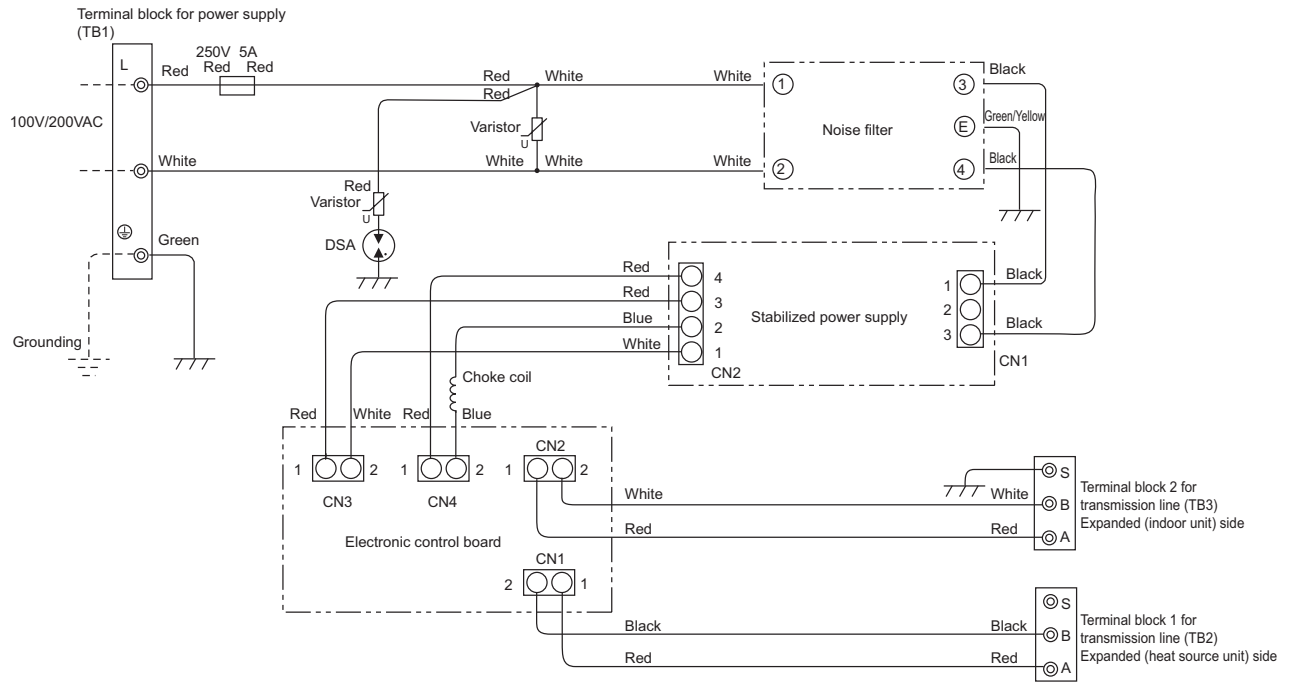 Terminal block for power supply
(TB1)
L
Red
250V 5A
Red Red
Red White White
Red
100V/200VAC
Varistor
U
White White White White
Red
Varistor
U
DSA
Green
Grounding
1
2
Noise filter
3
E
4
Black
Green/Yellow
Black
Red 4
Red 3
Blue 2
White 1
CN2
Stabilized power supply
1 Black
2
3 Black
CN1
Choke coil
Red White Red Blue
1 2
CN3
1 2
CN4
CN2
1 2
Electronic control board
CN1
2 1
White White
Red Red
S
B
A
Terminal block 2 for
transmission line (TB3)
Expanded (indoor unit) side
Black Black
Red Red
S
B
A
Terminal block 1 for
transmission line (TB2)
Expanded (heat source unit) side